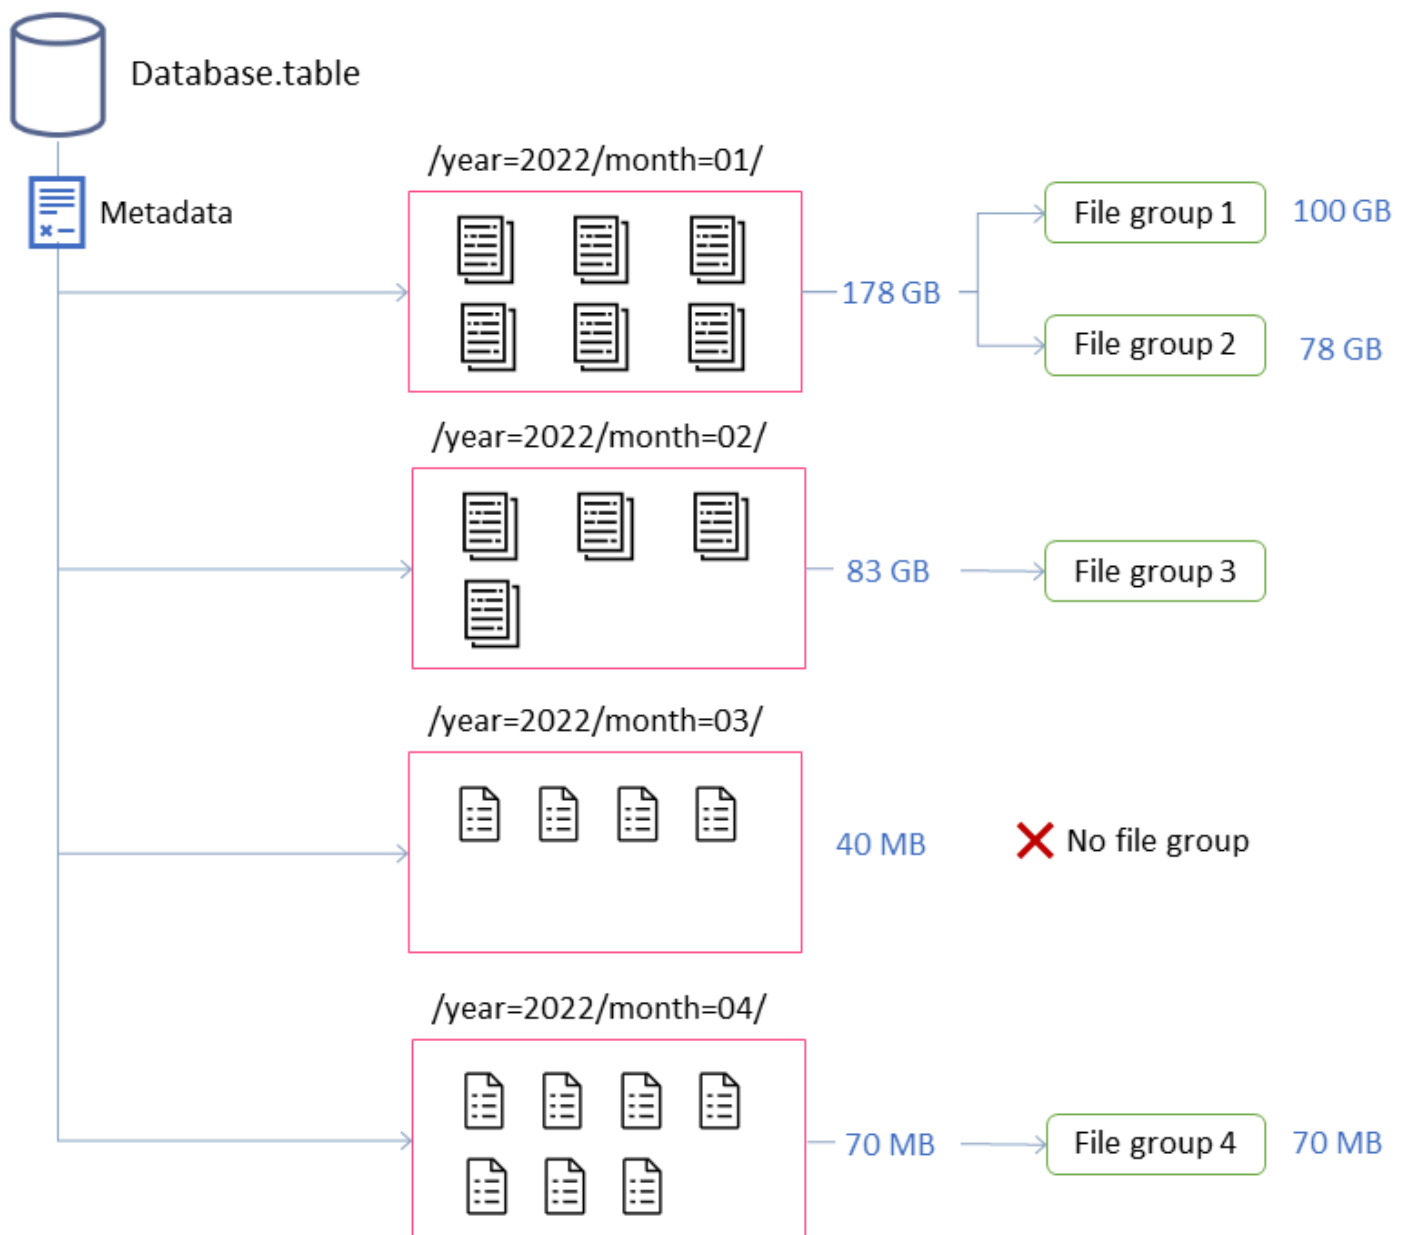 Database.table
Metadata
/year=2022/month=01/
178 GB
File group 1
100 GB
File group 2
78 GB
/year=2022/month=02/
83 GB
File group 3
/year=2022/month=03/
40 MB
No file group
/year=2022/month=04/
70 MB
File group 4
70 MB